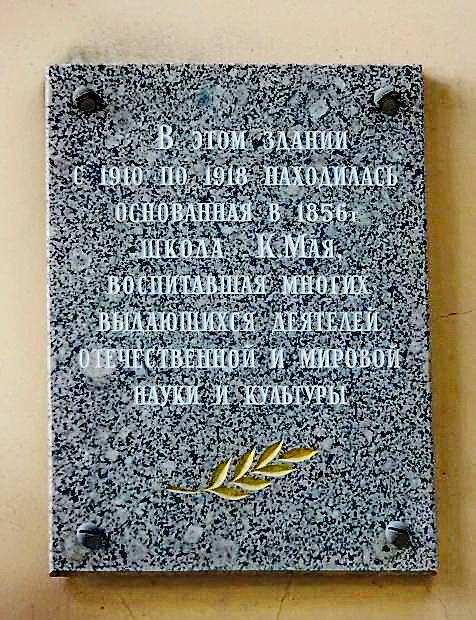 В этом здании
с 1910 по 1918 находилась
основанная в 1856г
школа К.Мая,
воспитавшая многих
выдающихся деятелей
отечественной и мировой
науки и культуры